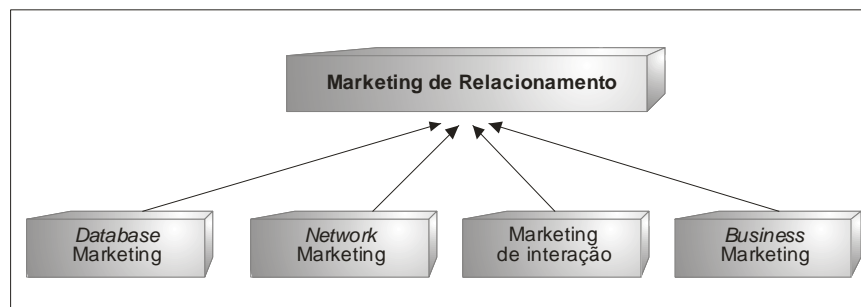 Marketing de Relacionamento
Database
Marketing
Network
Marketing
Marketing
de interação
Business
Marketing